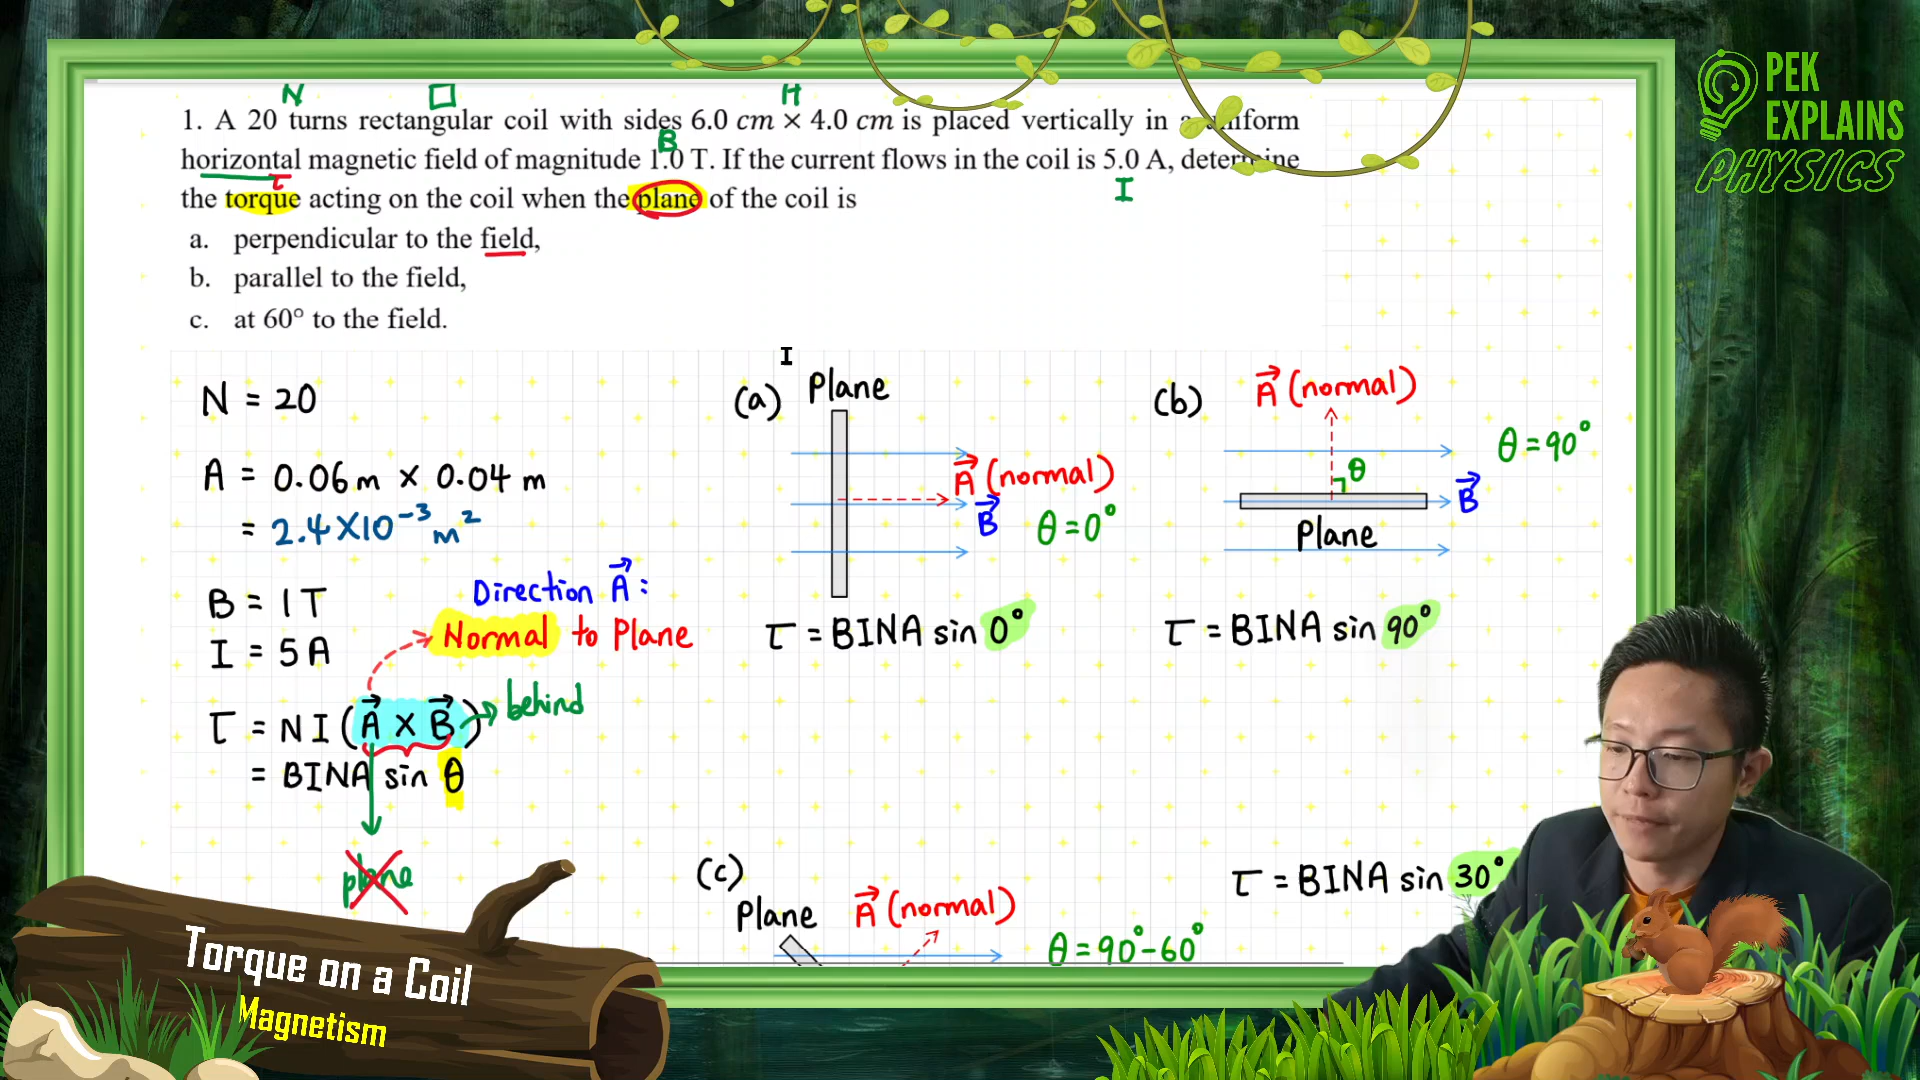 PEK
EXPLAINS
PHYSICS
N □ A
1. A 20 turns rectangular coil with sides 6.0 cm × 4.0 cm is placed vertically in a uniform
B
horizontal magnetic field of magnitude 1.0 T. If the current flows in the coil is 5.0 A, determine
τ I
the torque acting on the coil when the plane of the coil is
a. perpendicular to the field,
b. parallel to the field,
c. at 60° to the field.
N = 20
A = 0.06 m × 0.04 m
= 2.4 × 10⁻³ m²
B = 1 T
I = 5 A
Direction A⃗ :
Normal to Plane
τ = N I (A⃗ × B⃗) → behind
= BINA sin θ
plane
I
(a) Plane
A⃗ (normal)
B⃗ θ = 0°
τ = BINA sin 0°
(b) A⃗ (normal)
θ = 90°
θ
B⃗
Plane
τ = BINA sin 90°
(c)
Plane A⃗ (normal)
θ = 90° - 60°
τ = BINA sin 30°
Torque on a Coil
Magnetism